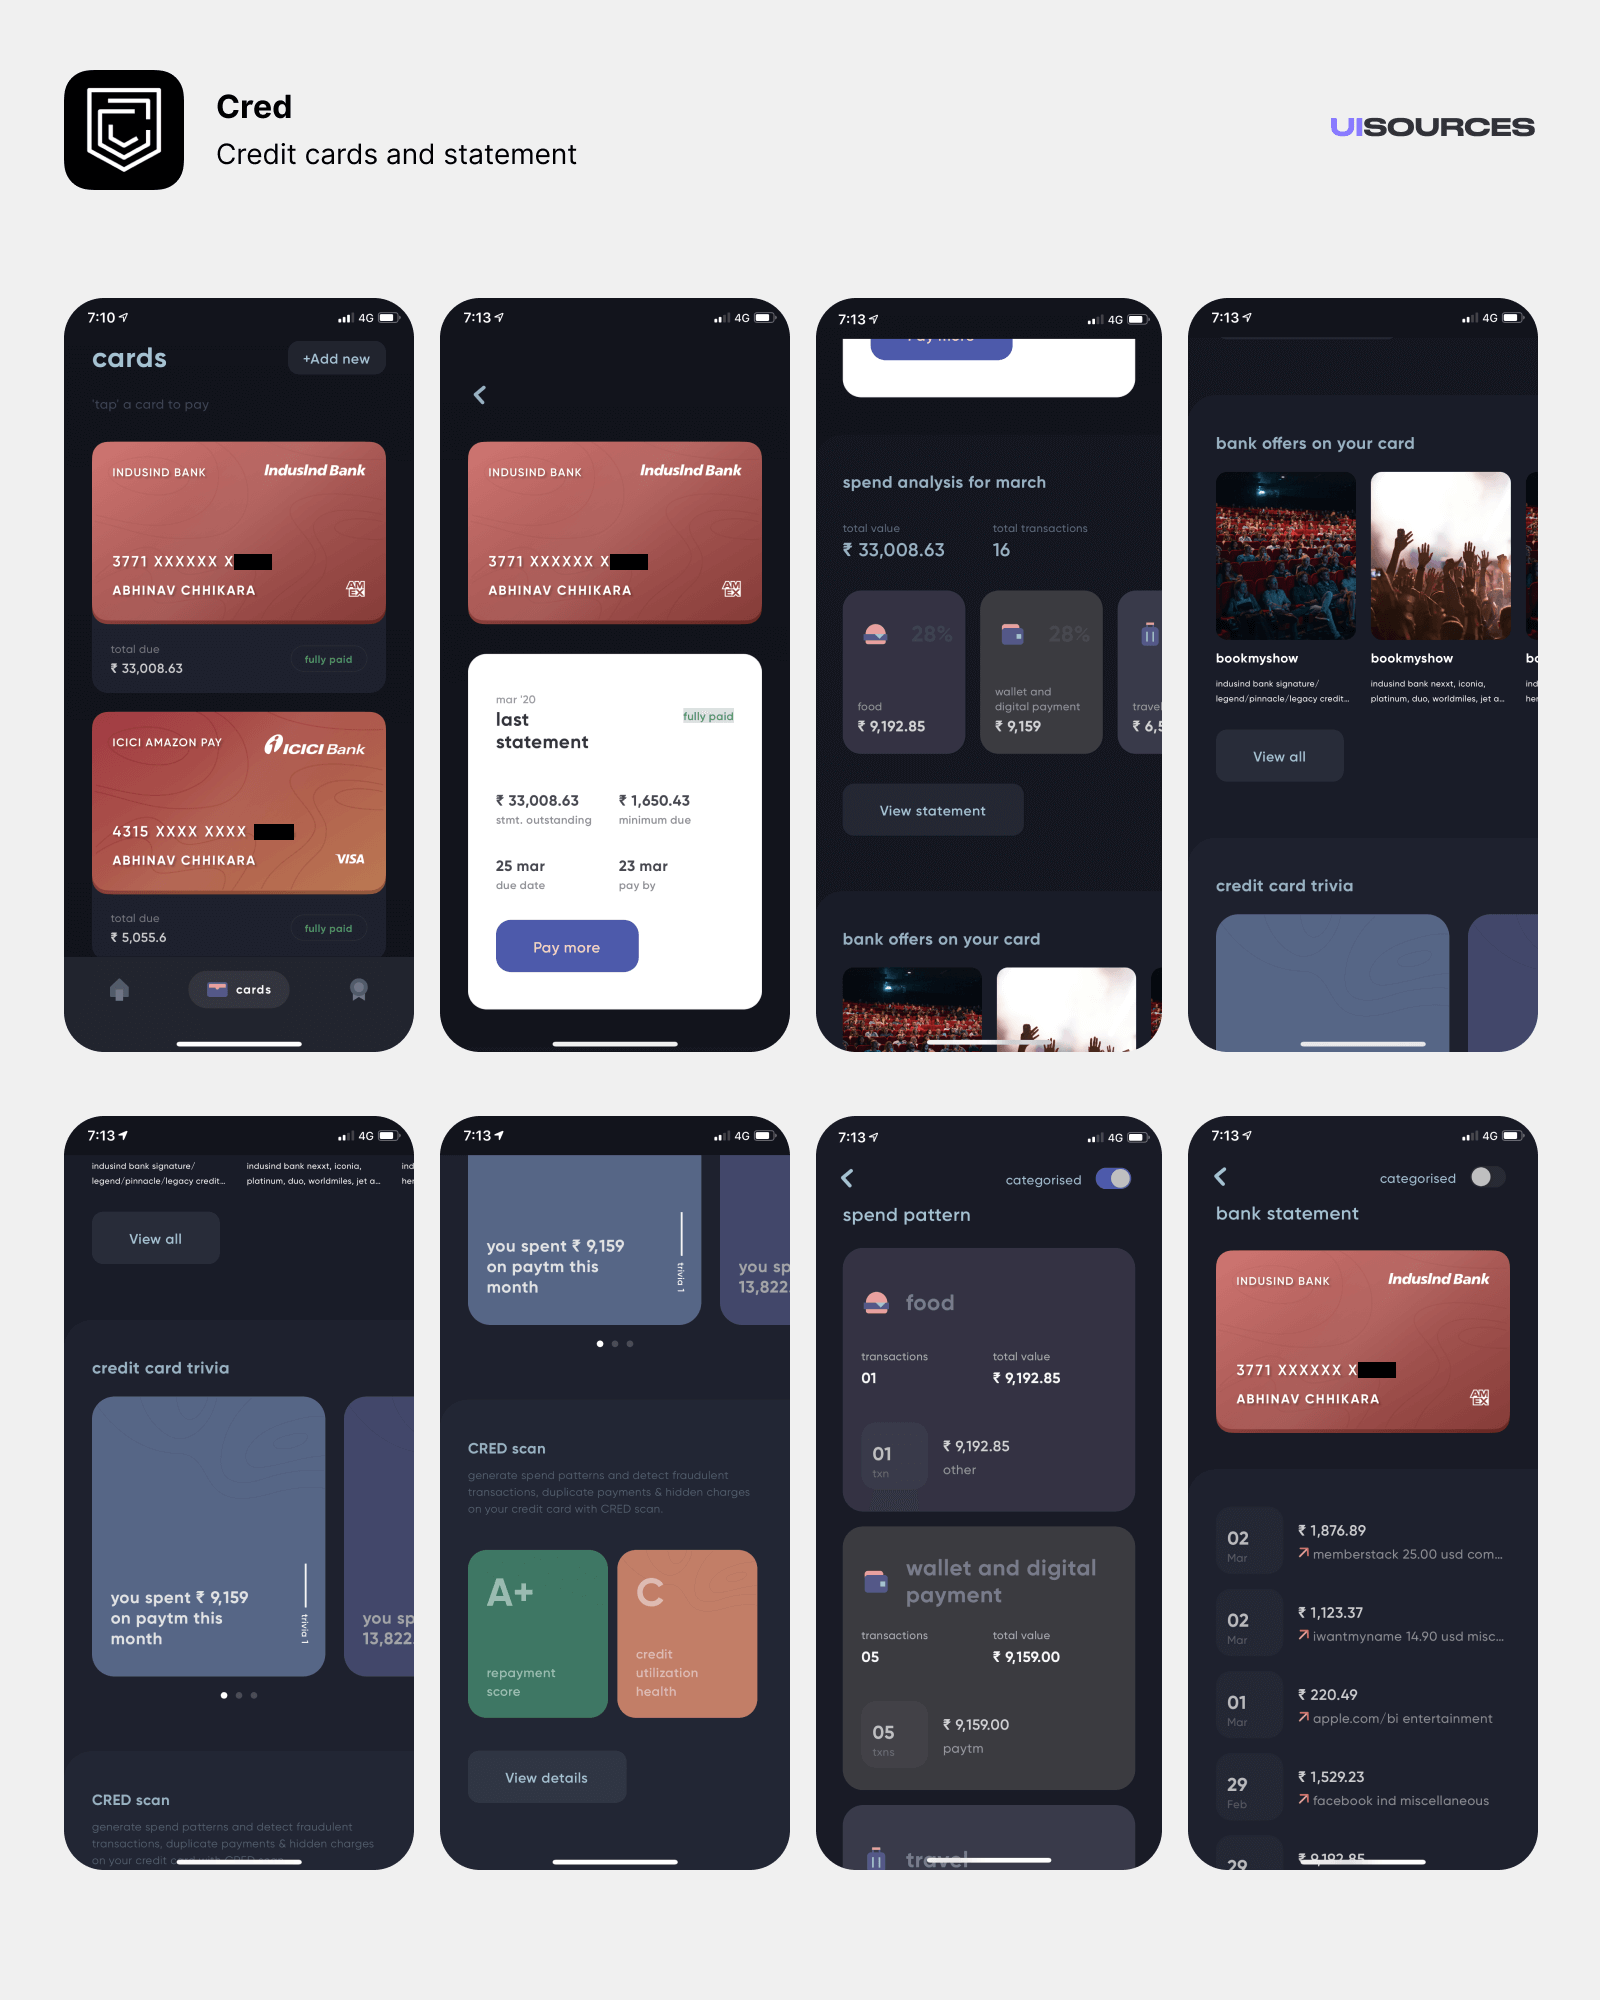 Cred
Credit cards and statement
UISOURCES
7:10
4G
cards
+Add new
'tap' a card to pay
INDUSIND BANK
IndusInd Bank
3771 XXXXXX X
ABHINAV CHHIKARA
AM
EX
total due
₹ 33,008.63
fully paid
ICICI AMAZON PAY
ICICI Bank
4315 XXXX XXXX
ABHINAV CHHIKARA
VISA
total due
₹ 5,055.6
fully paid
cards
7:13
4G
INDUSIND BANK
IndusInd Bank
3771 XXXXXX X
ABHINAV CHHIKARA
AM
EX
mar '20
last
statement
fully paid
₹ 33,008.63
stmt. outstanding
₹ 1,650.43
minimum due
25 mar
due date
23 mar
pay by
Pay more
7:13
4G
Pay more
spend analysis for march
total value
₹ 33,008.63
total transactions
16
28%
food
₹ 9,192.85
28%
wallet and
digital payment
₹ 9,159
travel
₹ 6,5
View statement
bank offers on your card
7:13
4G
bank offers on your card
bookmyshow
indusind bank signature/
legend/pinnacle/legacy credit...
bookmyshow
indusind bank nexxt, iconia,
platinum, duo, worldmiles, jet a...
View all
credit card trivia
7:13
4G
indusind bank signature/
legend/pinnacle/legacy credit...
indusind bank nexxt, iconia,
platinum, duo, worldmiles, jet a...
View all
credit card trivia
you spent ₹ 9,159
on paytm this
month
trivia 1
you sp
13,822.
CRED scan
generate spend patterns and detect fraudulent
transactions, duplicate payments & hidden charges
on your credit card with CRED scan.
7:13
4G
you spent ₹ 9,159
on paytm this
month
trivia 1
you sp
13,822.
CRED scan
generate spend patterns and detect fraudulent
transactions, duplicate payments & hidden charges
on your credit card with CRED scan.
A+
repayment
score
C
credit
utilization
health
View details
7:13
4G
categorised
spend pattern
food
transactions
01
total value
₹ 9,192.85
01
txn
₹ 9,192.85
other
wallet and digital
payment
transactions
05
total value
₹ 9,159.00
05
txns
₹ 9,159.00
paytm
travel
7:13
4G
categorised
bank statement
INDUSIND BANK
IndusInd Bank
3771 XXXXXX X
ABHINAV CHHIKARA
AM
EX
02
Mar
₹ 1,876.89
memberstack 25.00 usd com...
02
Mar
₹ 1,123.37
iwantmyname 14.90 usd misc...
01
Mar
₹ 220.49
apple.com/bi entertainment
29
Feb
₹ 1,529.23
facebook ind miscellaneous
29
₹ 9,192.85